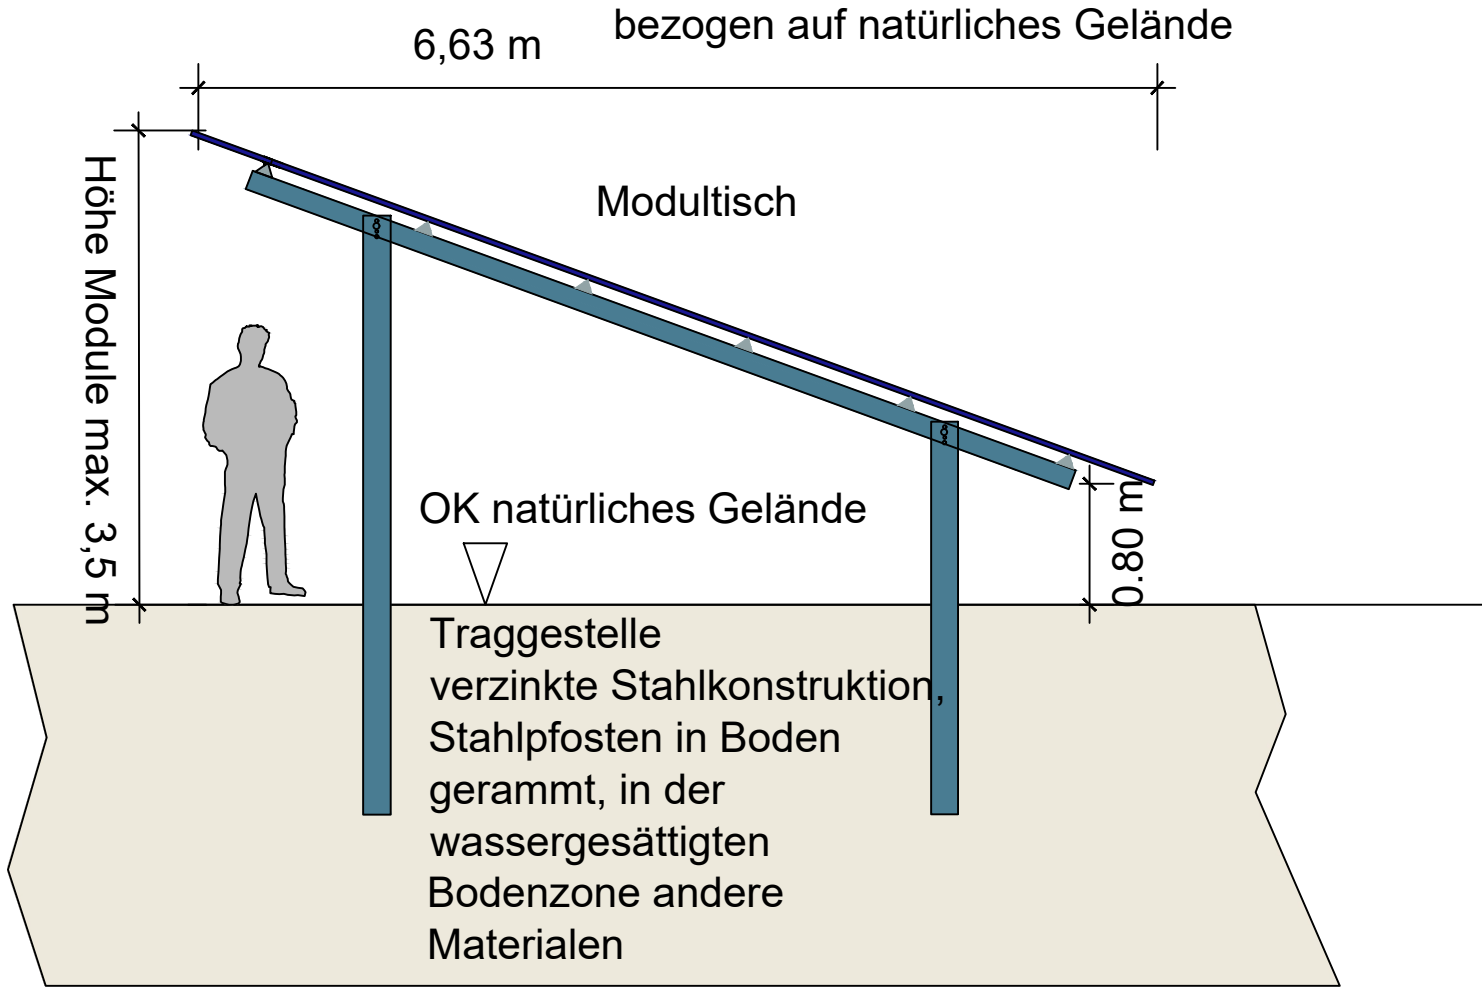 bezogen auf natürliches Gelände
6,63 m
Höhe Module max. 3,5 m
Modultisch
OK natürliches Gelände
0.80 m
Traggestelle
verzinkte Stahlkonstruktion,
Stahlpfosten in Boden
gerammt, in der
wassergesättigten
Bodenzone andere
Materialen